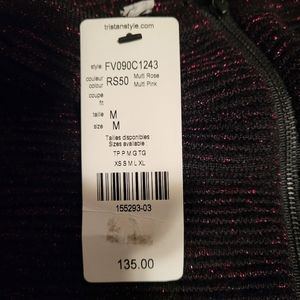 tristanstyle.com
style FV090C1243
couleur colour RS50 Multi Rose
Multi Pink
coupe
fit
taille M
size M
Tailles disponibles
Sizes available
TP P M G TG
XS S M L XL
155293-03
135.00